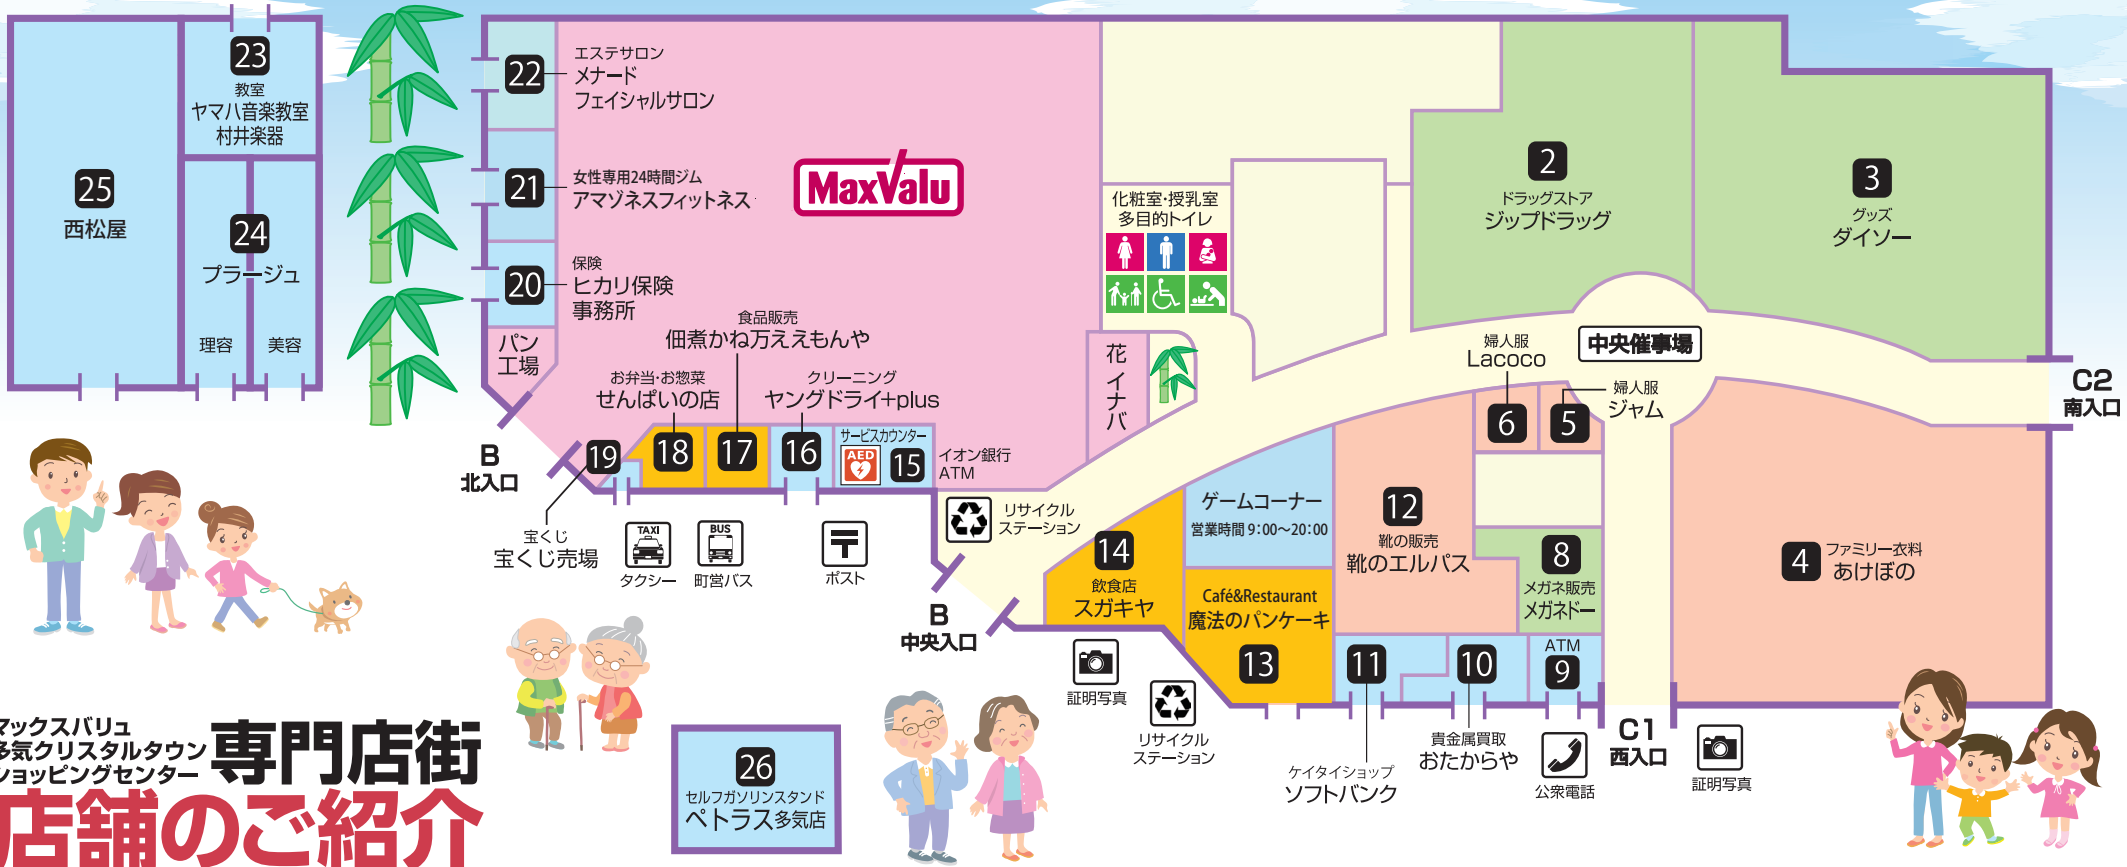 23
教室
ヤマハ音楽教室
村井楽器
25
西松屋
24
プラージュ
理容
美容
22
エステサロン
メナード
フェイシャルサロン
21
女性専用24時間ジム
アマゾネスフィットネス
20
保険
ヒカリ保険
事務所
パン
工場
MaxValu
化粧室・授乳室
多目的トイレ
2
ドラッグストア
ジップドラッグ
3
グッズ
ダイソー
食品販売
佃煮かね万ええもんや
お弁当・お惣菜
せんぱいの店
クリーニング
ヤングドライ+plus
19
18
17
16
サービスカウンター
AED
15
イオン銀行
ATM
花 イナバ
中央催事場
婦人服
Lacoco
6
婦人服
ジャム
5
C2
南入口
B
北入口
宝くじ
宝くじ売場
TAXI
タクシー
BUS
町営バス
ポスト
リサイクル
ステーション
B
中央入口
14
飲食店
スガキヤ
ゲームコーナー
営業時間 9:00〜20:00
Café&Restaurant
魔法のパンケーキ
13
12
靴の販売
靴のエルパス
8
メガネ販売
メガネドー
4
ファミリー衣料
あけぼの
11
10
ATM
9
証明写真
リサイクル
ステーション
ケイタイショップ
ソフトバンク
貴金属買取
おたからや
公衆電話
C1
西入口
証明写真
26
セルフガソリンスタンド
ペトラス多気店
マックスバリュ
多気クリスタルタウン
ショッピングセンター
専門店街
店舗のご紹介